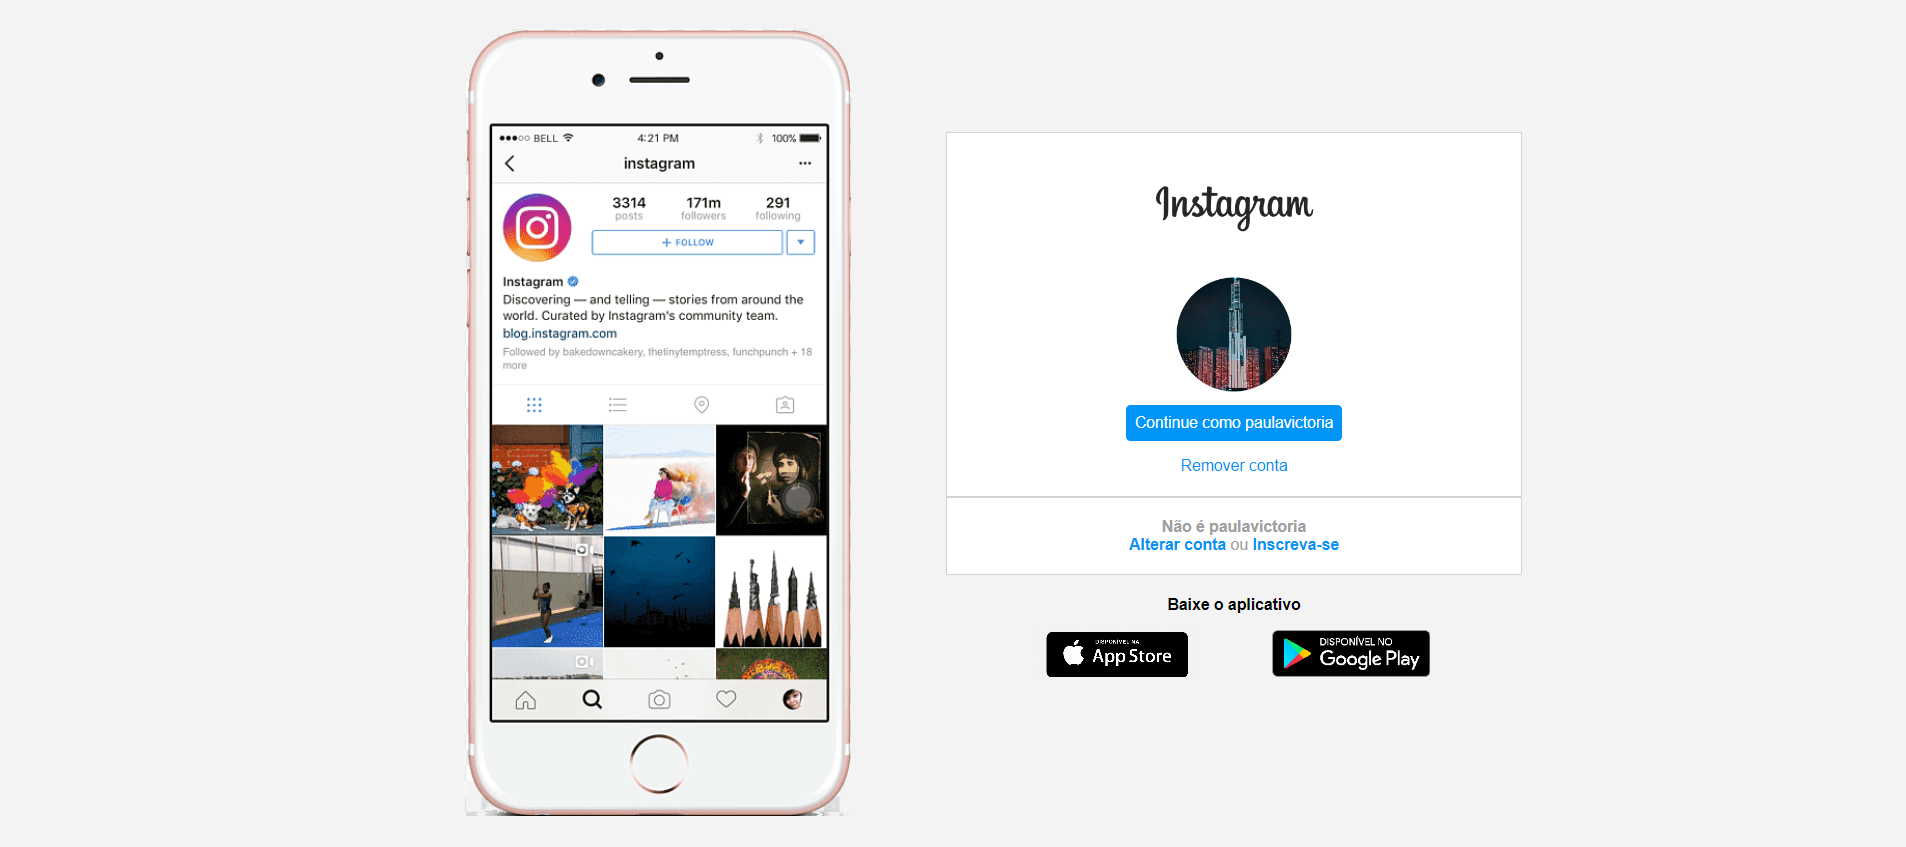 BELL 4:21 PM 100%
instagram
3314 171m 291
posts followers following
+ FOLLOW
Instagram
Discovering — and telling — stories from around the
world. Curated by Instagram's community team.
blog.instagram.com
Followed by bakedowncakery, thetinytemptress, funchpunch + 18
more
Instagram
Continue como paulavictoria
Remover conta
Não é paulavictoria
Alterar conta ou Inscreva-se
Baixe o aplicativo
DISPONÍVEL NA
App Store
DISPONÍVEL NO
Google Play